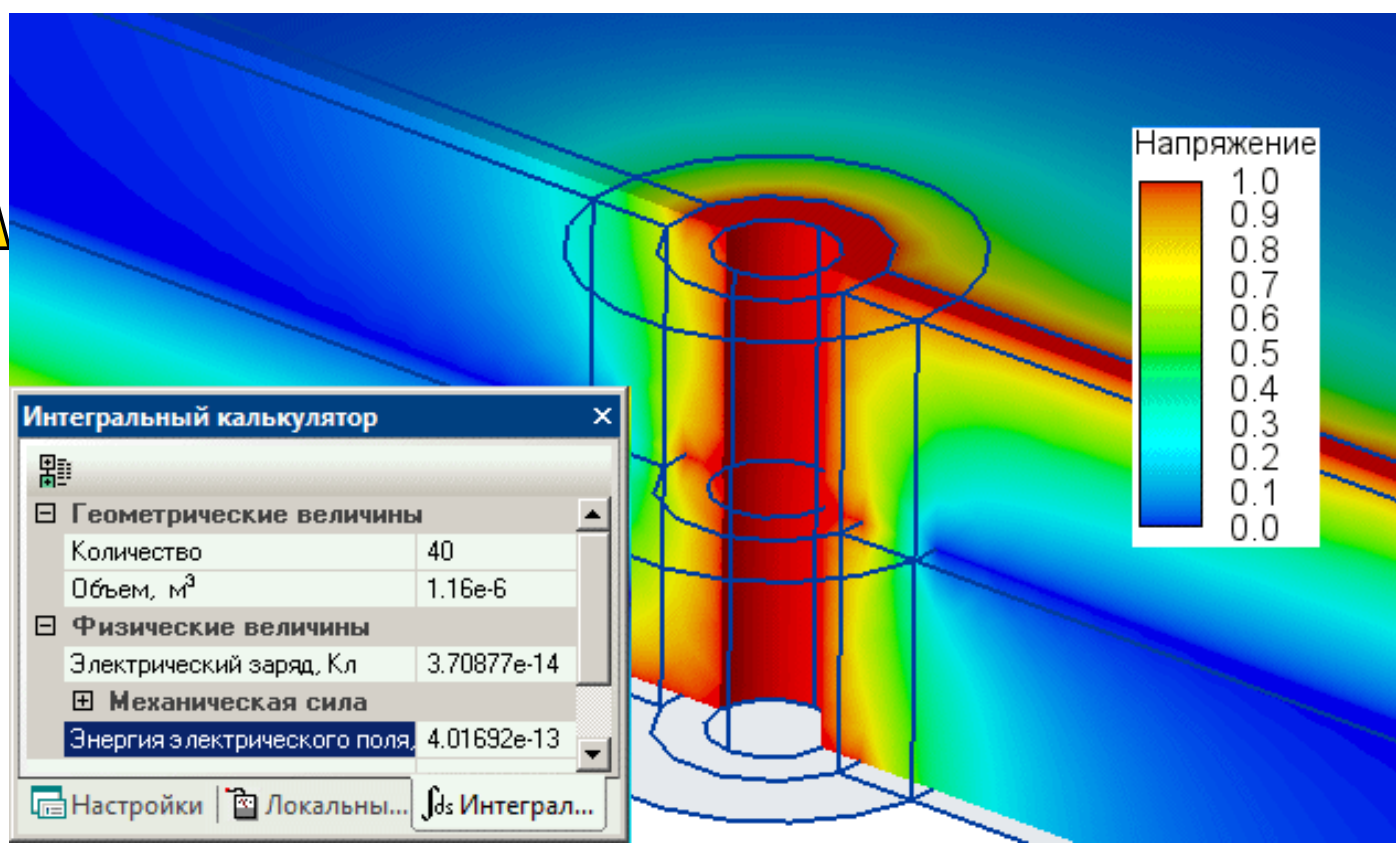 Напряжение
1.0
0.9
0.8
0.7
0.6
0.5
0.4
0.3
0.2
0.1
0.0
Интегральный калькулятор
Геометрические величины
Количество 40
Объем, м³ 1.16e-6
Физические величины
Электрический заряд, Кл 3.70877e-14
Механическая сила
Энергия электрического поля, 4.01692e-13
Настройки Локальны... ∫ds Интеграл...